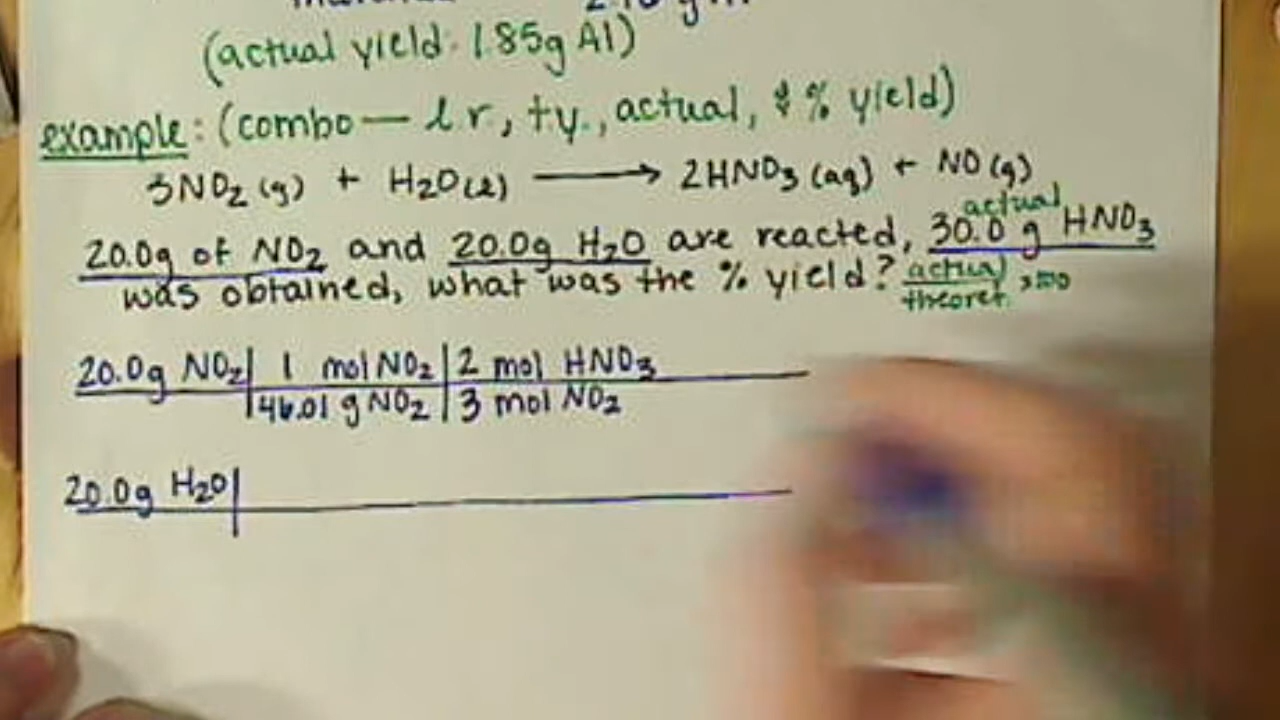 (actual yield: 1.85g Al)
example: (combo — l r, t y., actual, & % yield)
3NO2 (g) + H2O(l) ⟶ 2HNO3 (aq) + NO (g)
actual
20.0g of NO2 and 20.0g H2O are reacted, 30.0 g HNO3
was obtained, what was the % yield? actual/theoret. x100
20.0g NO2 | 1 mol NO2 | 2 mol HNO3
46.01 g NO2 | 3 mol NO2
20.0g H2O |